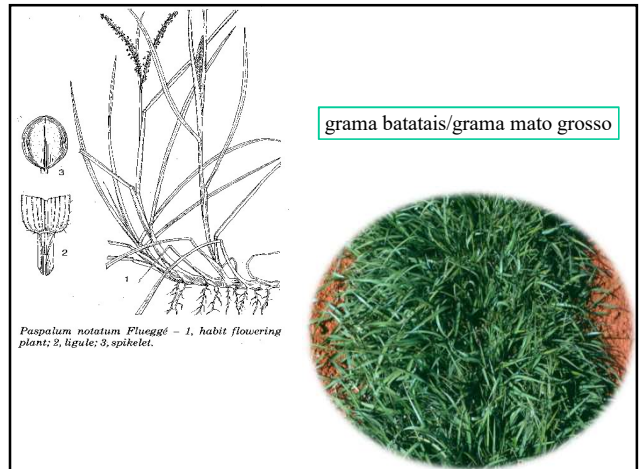 grama batatais/grama mato grosso
3
2
1
Paspalum notatum Flueggé – 1, habit flowering
plant; 2, ligule; 3, spikelet.